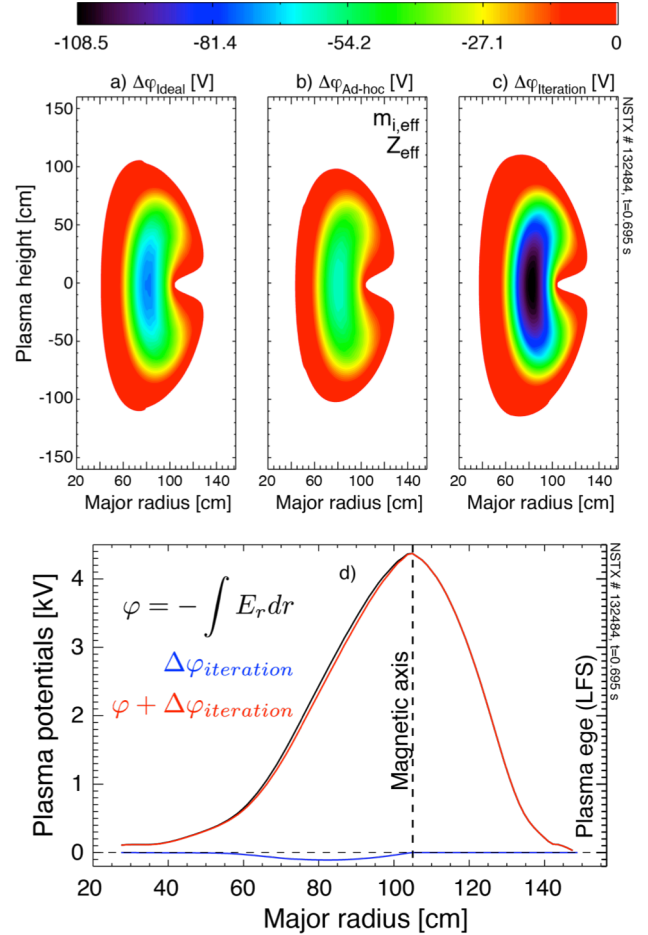 -108.5 -81.4 -54.2 -27.1 0
a) Δφ_Ideal [V] b) Δφ_Ad-hoc [V] c) Δφ_Iteration [V]
m_i,eff
Z_eff
NSTX # 132484, t=0.695 s
Plasma height [cm]
150
100
50
0
-50
-100
-150
20 60 100 140 20 60 100 140 20 60 100 140
Major radius [cm] Major radius [cm] Major radius [cm]
d)
φ = − ∫ E_r dr
Δφ_iteration
φ + Δφ_iteration
Magnetic axis
Plasma ege (LFS)
NSTX # 132484, t=0.695 s
Plasma potentials [kV]
4
3
2
1
0
20 40 60 80 100 120 140
Major radius [cm]